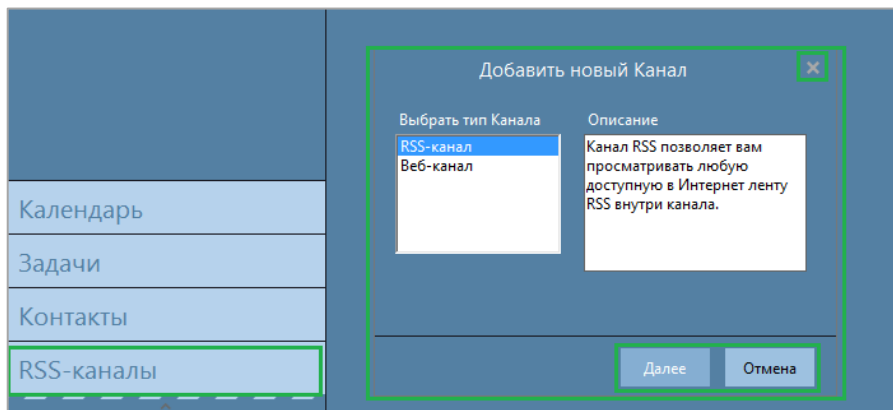 Календарь
Задачи
Контакты
RSS-каналы
Добавить новый Канал
Выбрать тип Канала
RSS-канал
Веб-канал
Описание
Канал RSS позволяет вам
просматривать любую
доступную в Интернет ленту
RSS внутри канала.
Далее
Отмена